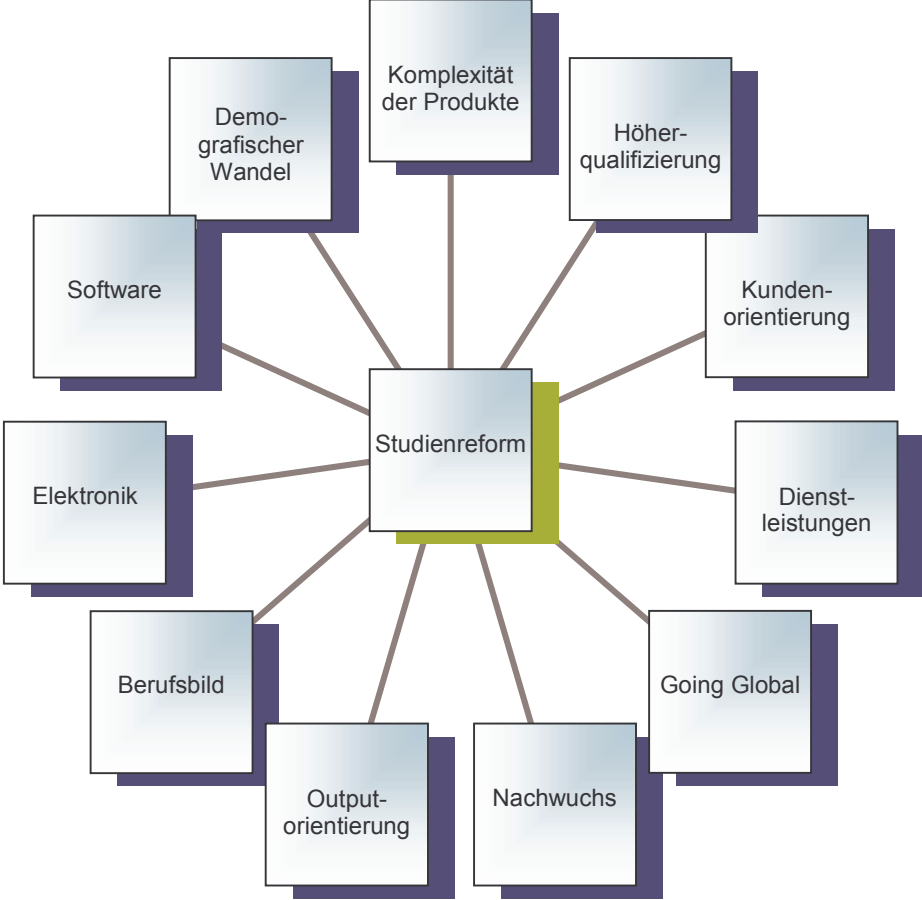 Komplexität
der Produkte
Höher-
qualifizierung
Kunden-
orientierung
Dienst-
leistungen
Going Global
Nachwuchs
Output-
orientierung
Berufsbild
Elektronik
Software
Demo-
grafischer
Wandel
Studienreform